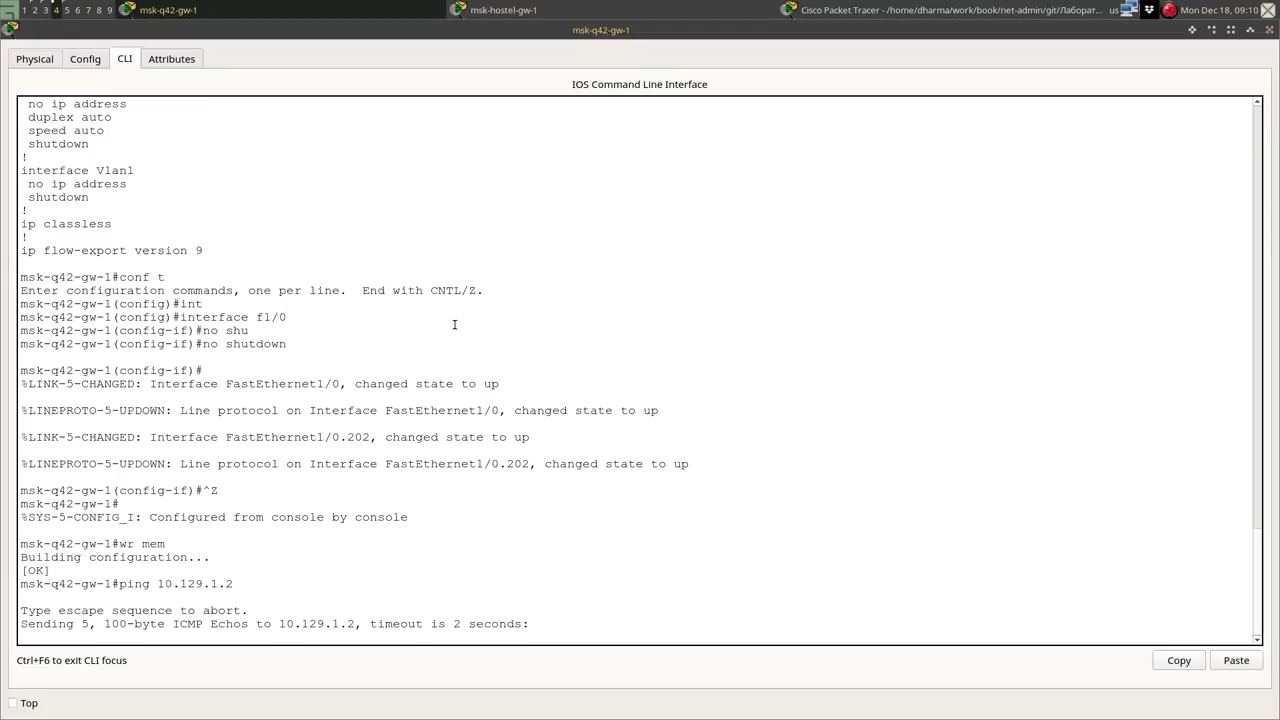 1 2 3 4 5 6 7 8 9 msk-q42-gw-1 msk-hostel-gw-1 Cisco Packet Tracer - /home/dharma/work/book/net-admin/git/Лаборат... us Mon Dec 18, 09:10
msk-q42-gw-1
Physical Config CLI Attributes
IOS Command Line Interface
no ip address
duplex auto
speed auto
shutdown
!
interface Vlan1
no ip address
shutdown
!
ip classless
!
ip flow-export version 9
msk-q42-gw-1#conf t
Enter configuration commands, one per line.  End with CNTL/Z.
msk-q42-gw-1(config)#int
msk-q42-gw-1(config)#interface f1/0
msk-q42-gw-1(config-if)#no shu
msk-q42-gw-1(config-if)#no shutdown
msk-q42-gw-1(config-if)#
%LINK-5-CHANGED: Interface FastEthernet1/0, changed state to up
%LINEPROTO-5-UPDOWN: Line protocol on Interface FastEthernet1/0, changed state to up
%LINK-5-CHANGED: Interface FastEthernet1/0.202, changed state to up
%LINEPROTO-5-UPDOWN: Line protocol on Interface FastEthernet1/0.202, changed state to up
msk-q42-gw-1(config-if)#^Z
msk-q42-gw-1#
%SYS-5-CONFIG_I: Configured from console by console
msk-q42-gw-1#wr mem
Building configuration...
[OK]
msk-q42-gw-1#ping 10.129.1.2
Type escape sequence to abort.
Sending 5, 100-byte ICMP Echos to 10.129.1.2, timeout is 2 seconds:
Ctrl+F6 to exit CLI focus
Copy Paste
Top